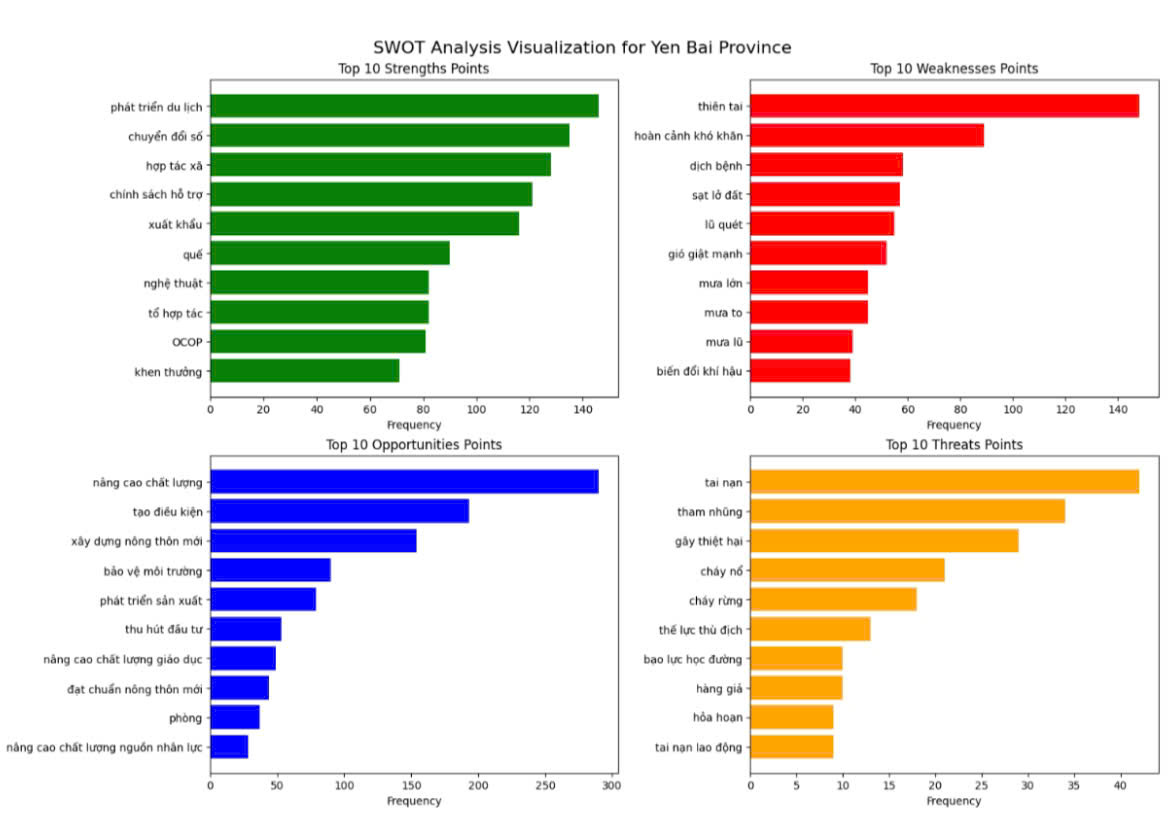 SWOT Analysis Visualization for Yen Bai Province
Top 10 Strengths Points
phát triển du lịch
chuyển đổi số
hợp tác xã
chính sách hỗ trợ
xuất khẩu
quế
nghệ thuật
tổ hợp tác
OCOP
khen thưởng
0 20 40 60 80 100 120 140
Frequency
Top 10 Weaknesses Points
thiên tai
hoàn cảnh khó khăn
dịch bệnh
sạt lở đất
lũ quét
gió giật mạnh
mưa lớn
mưa to
mưa lũ
biến đổi khí hậu
0 20 40 60 80 100 120 140
Frequency
Top 10 Opportunities Points
nâng cao chất lượng
tạo điều kiện
xây dựng nông thôn mới
bảo vệ môi trường
phát triển sản xuất
thu hút đầu tư
nâng cao chất lượng giáo dục
đạt chuẩn nông thôn mới
phòng
nâng cao chất lượng nguồn nhân lực
0 50 100 150 200 250 300
Frequency
Top 10 Threats Points
tai nạn
tham nhũng
gây thiệt hại
cháy nổ
cháy rừng
thế lực thù địch
bạo lực học đường
hàng giả
hỏa hoạn
tai nạn lao động
0 5 10 15 20 25 30 35 40
Frequency